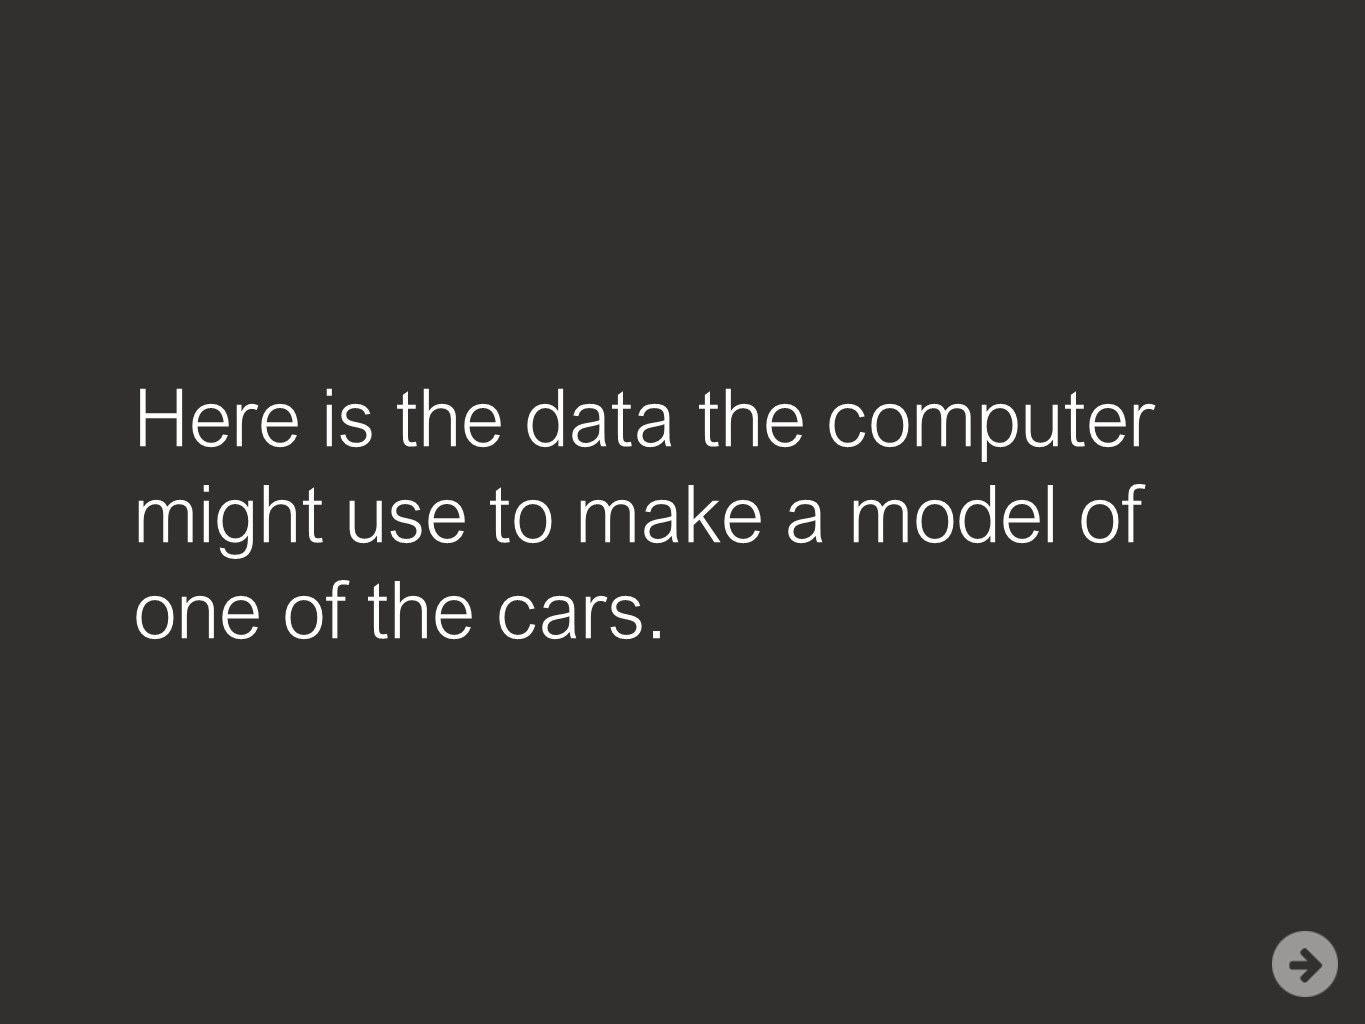 Here is the data the computer
might use to make a model of
one of the cars.